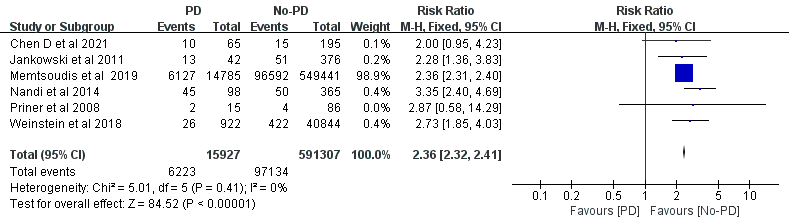 PD No-PD Risk Ratio Risk Ratio
Study or Subgroup Events Total Events Total Weight M-H, Fixed, 95% CI M-H, Fixed, 95% CI
Chen D et al 2021 10 65 15 195 0.1% 2.00 [0.95, 4.23]
Jankowski et al 2011 13 42 51 376 0.1% 2.28 [1.36, 3.83]
Memtsoudis et al 2019 6127 14785 96592 549441 98.9% 2.36 [2.31, 2.40]
Nandi et al 2014 45 98 50 365 0.4% 3.35 [2.40, 4.69]
Priner et al 2008 2 15 4 86 0.0% 2.87 [0.58, 14.29]
Weinstein et al 2018 26 922 422 40844 0.4% 2.73 [1.85, 4.03]
Total (95% CI) 15927 591307 100.0% 2.36 [2.32, 2.41]
Total events 6223 97134
Heterogeneity: Chi² = 5.01, df = 5 (P = 0.41); I² = 0%
Test for overall effect: Z = 84.52 (P < 0.00001)
0.1 0.2 0.5 1 2 5 10
Favours [PD] Favours [No-PD]